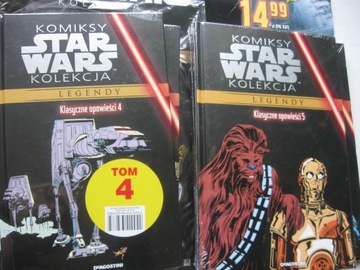 14 99
KOMIKSY
STAR
WARS
KOLEKCJA
LEGENDY
Klasyczne opowieści 4
TOM
4
DeAGOSTINI
KOMIKSY
STAR
WARS
KOLEKCJA
LEGENDY
Klasyczne opowieści 5
DeAGOSTINI